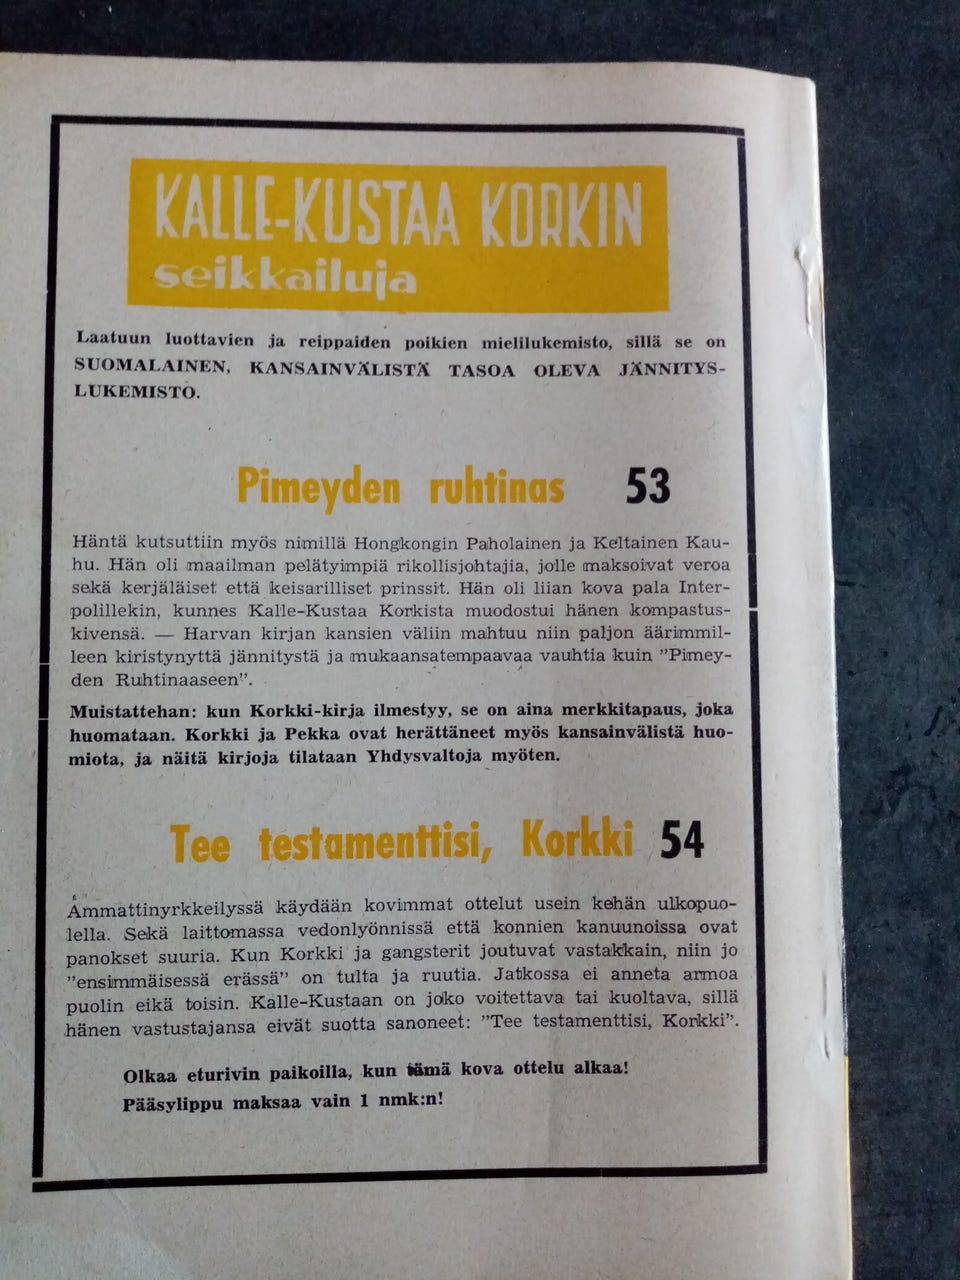 KALLE-KUSTAA KORKIN
seikkailuja
Laatuun luottavien ja reippaiden poikien mielilukemisto, sillä se on
SUOMALAINEN, KANSAINVÄLISTÄ TASOA OLEVA JÄNNITYS-
LUKEMISTO.
Pimeyden ruhtinas 53
Häntä kutsuttiin myös nimillä Hongkongin Paholainen ja Keltainen Kau-
hu. Hän oli maailman pelätyimpiä rikollisjohtajia, jolle maksoivat veroa
sekä kerjäläiset että keisarilliset prinssit. Hän oli liian kova pala Inter-
polillekin, kunnes Kalle-Kustaa Korkista muodostui hänen kompastus-
kivensä. — Harvan kirjan kansien väliin mahtuu niin paljon äärimmil-
leen kiristynyttä jännitystä ja mukaansatempaavaa vauhtia kuin ”Pimey-
den Ruhtinaaseen”.
Muistattehan: kun Korkki-kirja ilmestyy, se on aina merkkitapaus, joka
huomataan. Korkki ja Pekka ovat herättäneet myös kansainvälistä huo-
miota, ja näitä kirjoja tilataan Yhdysvaltoja myöten.
Tee testamenttisi, Korkki 54
Ammattinyrkkeilyssä käydään kovimmat ottelut usein kehän ulkopuo-
lella. Sekä laittomassa vedonlyönnissä että konnien kanuunoissa ovat
panokset suuria. Kun Korkki ja gangsterit joutuvat vastakkain, niin jo
”ensimmäisessä erässä” on tulta ja ruutia. Jatkossa ei anneta armoa
puolin eikä toisin. Kalle-Kustaan on joko voitettava tai kuoltava, sillä
hänen vastustajansa eivät suotta sanoneet: ”Tee testamenttisi, Korkki”.
Olkaa eturivin paikoilla, kun tämä kova ottelu alkaa!
Pääsylippu maksaa vain 1 nmk:n!